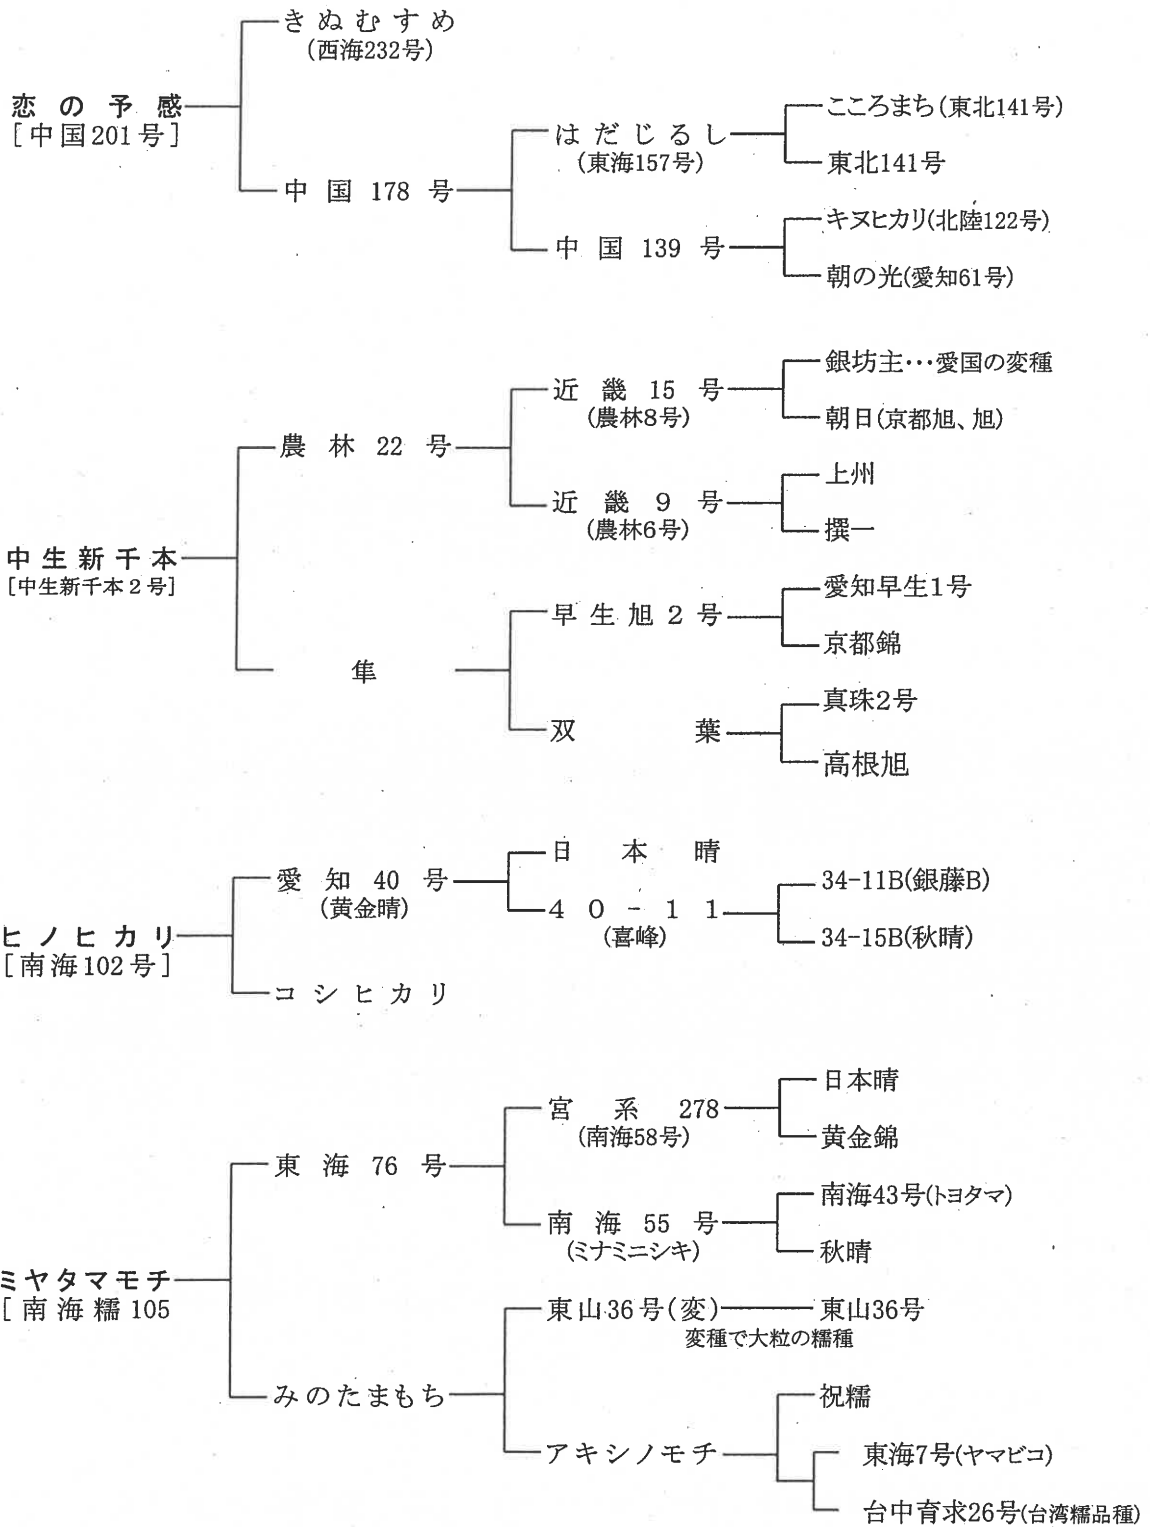 きぬむすめ
(西海232号)
恋の予感
[中国201号]
中国178号
はだじるし
(東海157号)
こころまち(東北141号)
東北141号
中国139号
キヌヒカリ(北陸122号)
朝の光(愛知61号)
中生新千本
[中生新千本2号]
農林22号
近畿15号
(農林8号)
銀坊主…愛国の変種
朝日(京都旭、旭)
近畿9号
(農林6号)
上州
撰一
隼
早生旭2号
愛知早生1号
京都錦
双葉
真珠2号
高根旭
ヒノヒカリ
[南海102号]
愛知40号
(黄金晴)
日本晴
40-11
(喜峰)
34-11B(銀藤B)
34-15B(秋晴)
コシヒカリ
ミヤタマモチ
[南海糯105
東海76号
宮系278
(南海58号)
日本晴
黄金錦
南海55号
(ミナミニシキ)
南海43号(トヨタマ)
秋晴
みのたまもち
東山36号(変)
東山36号
変種で大粒の糯種
アキシノモチ
祝糯
東海7号(ヤマビコ)
台中育求26号(台湾糯品種)